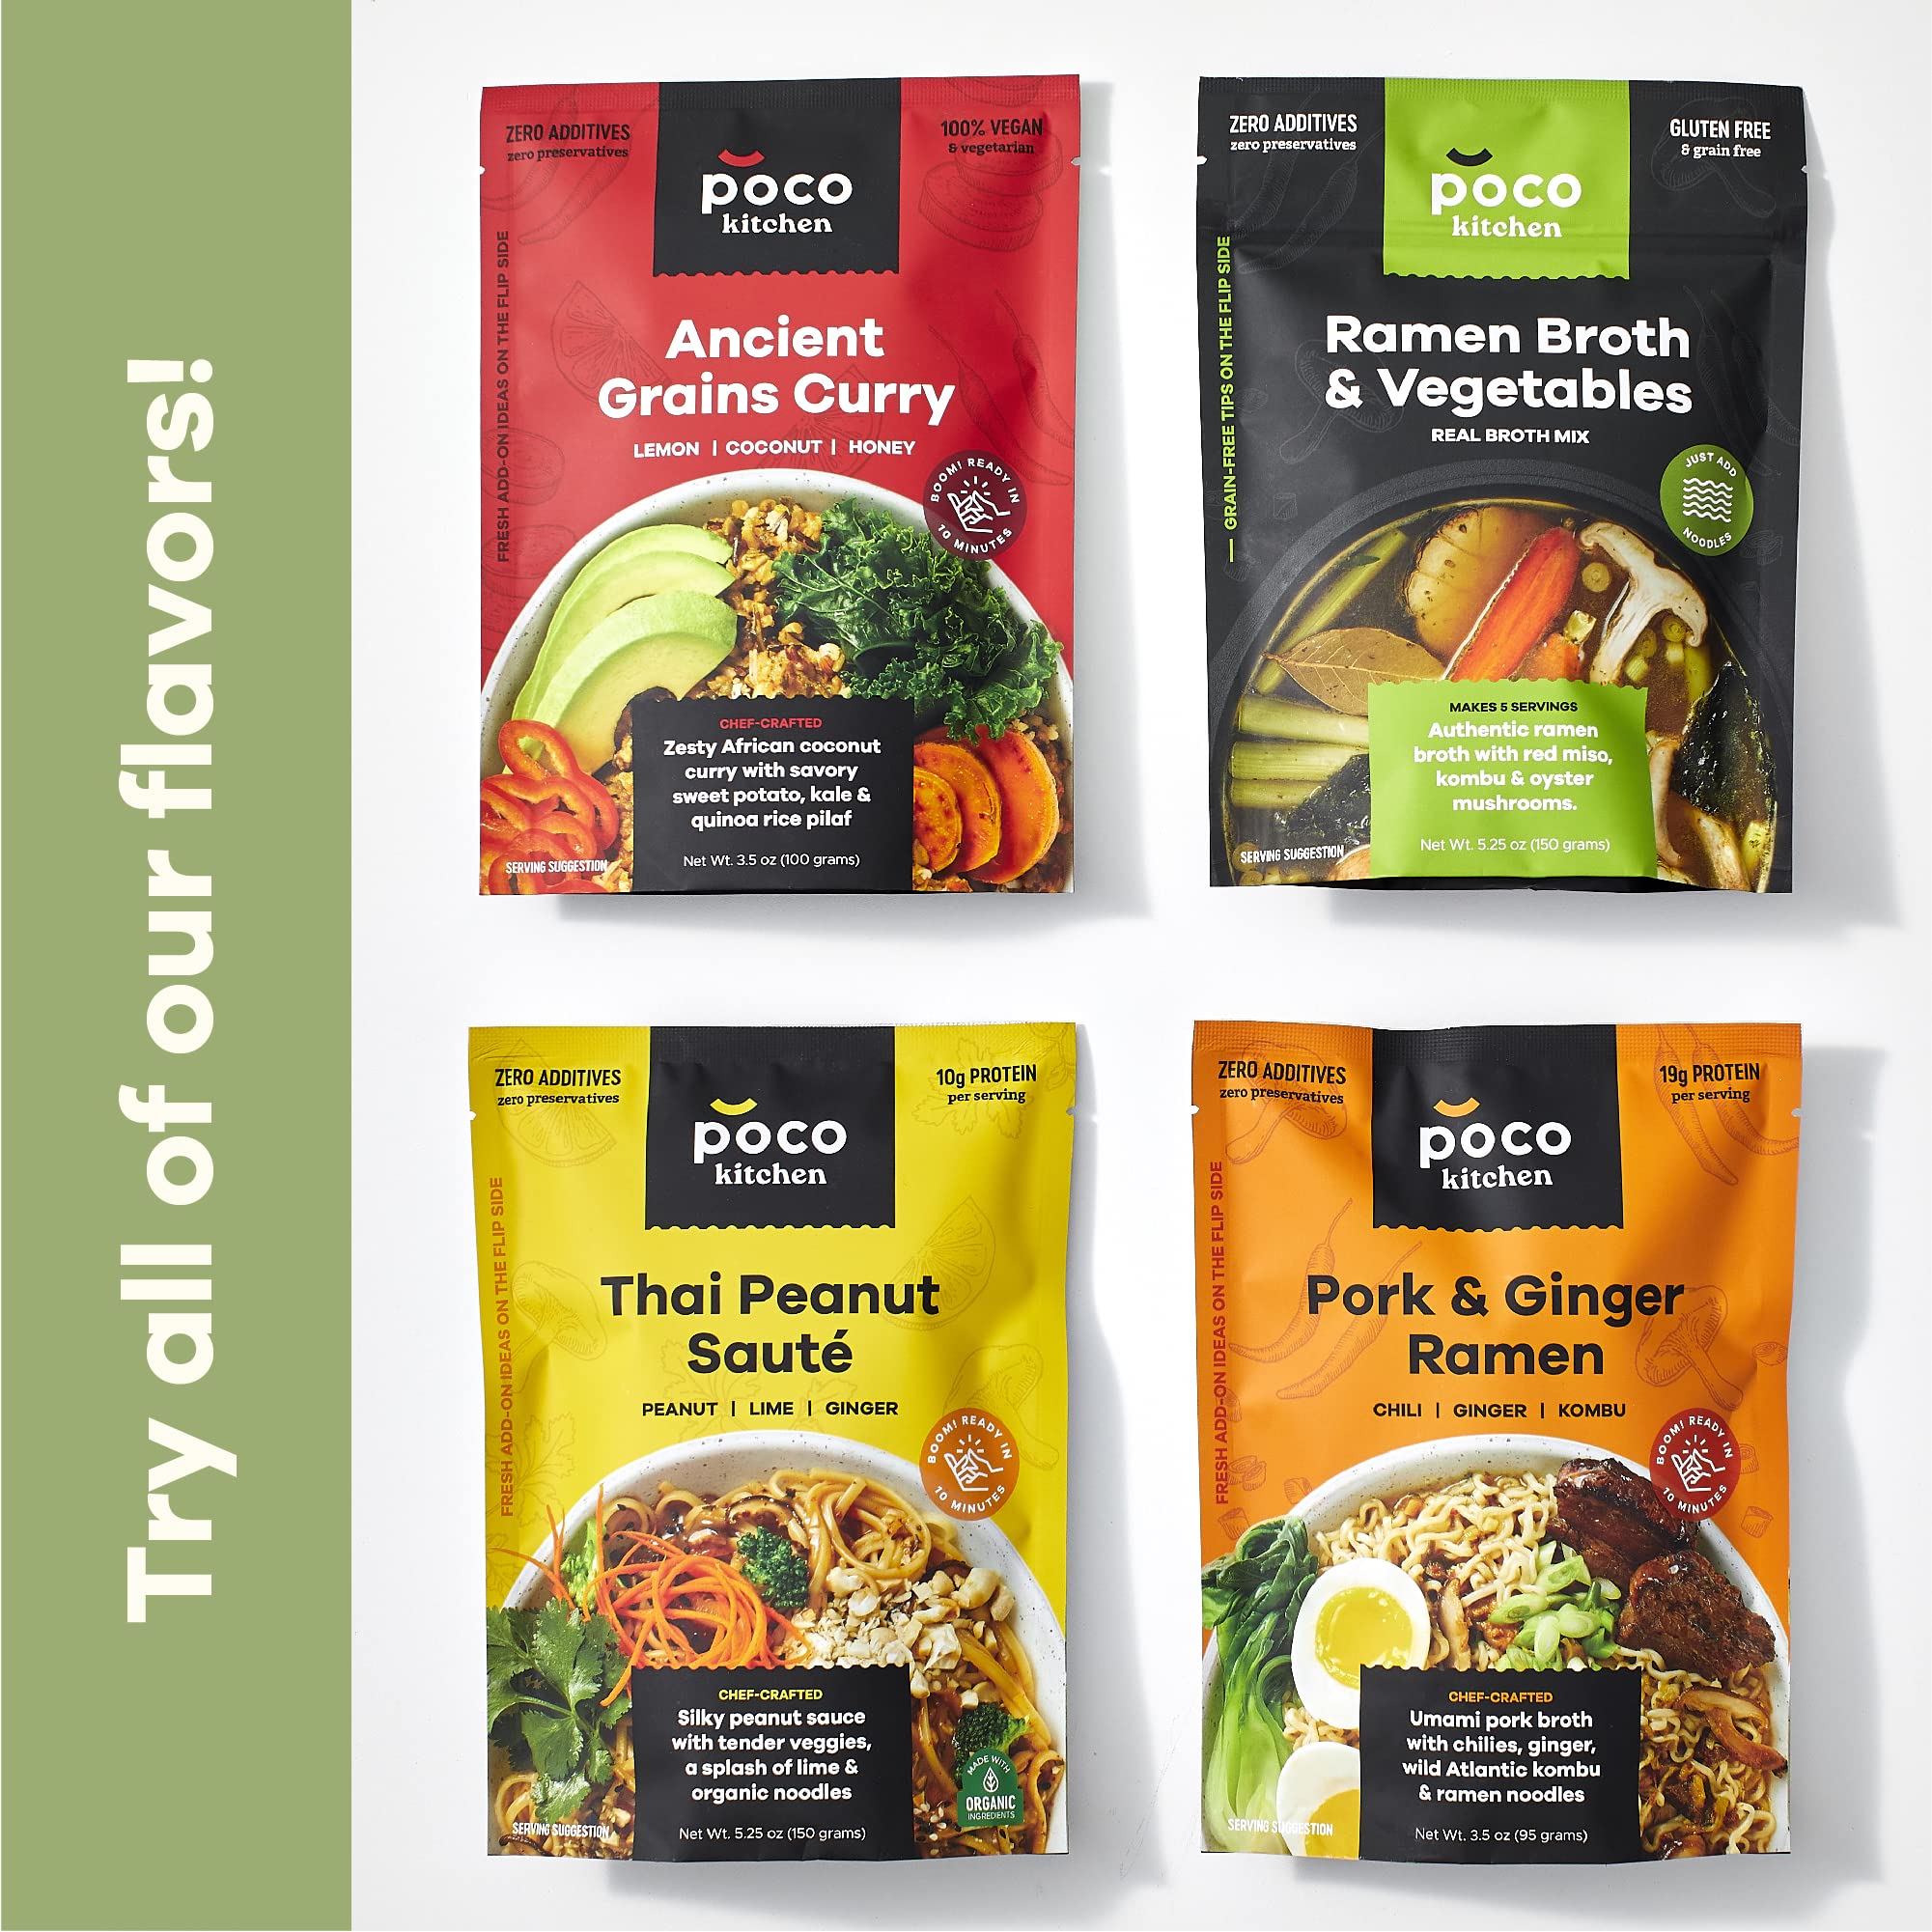 Try all of our flavors!
ZERO ADDITIVES
zero preservatives
100% VEGAN
& vegetarian
poco
kitchen
FRESH ADD-ON IDEAS ON THE FLIP SIDE
Ancient
Grains Curry
LEMON | COCONUT | HONEY
BOOM! READY IN
10 MINUTES
CHEF-CRAFTED
Zesty African coconut
curry with savory
sweet potato, kale &
quinoa rice pilaf
Net Wt. 3.5 oz (100 grams)
SERVING SUGGESTION
ZERO ADDITIVES
zero preservatives
GLUTEN FREE
& grain free
poco
kitchen
— GRAIN-FREE TIPS ON THE FLIP SIDE
Ramen Broth
& Vegetables
REAL BROTH MIX
JUST ADD
NOODLES
MAKES 5 SERVINGS
Authentic ramen
broth with red miso,
kombu & oyster
mushrooms.
Net Wt. 5.25 oz (150 grams)
SERVING SUGGESTION
ZERO ADDITIVES
zero preservatives
10g PROTEIN
per serving
poco
kitchen
FRESH ADD-ON IDEAS ON THE FLIP SIDE
Thai Peanut
Sauté
PEANUT | LIME | GINGER
BOOM! READY IN
10 MINUTES
CHEF-CRAFTED
Silky peanut sauce
with tender veggies,
a splash of lime &
organic noodles
Net Wt. 5.25 oz (150 grams)
MADE WITH
ORGANIC
INGREDIENTS
SERVING SUGGESTION
ZERO ADDITIVES
zero preservatives
19g PROTEIN
per serving
poco
kitchen
FRESH ADD-ON IDEAS ON THE FLIP SIDE
Pork & Ginger
Ramen
CHILI | GINGER | KOMBU
BOOM! READY IN
10 MINUTES
CHEF-CRAFTED
Umami pork broth
with chilies, ginger,
wild Atlantic kombu
& ramen noodles
Net Wt. 3.5 oz (95 grams)
SERVING SUGGESTION